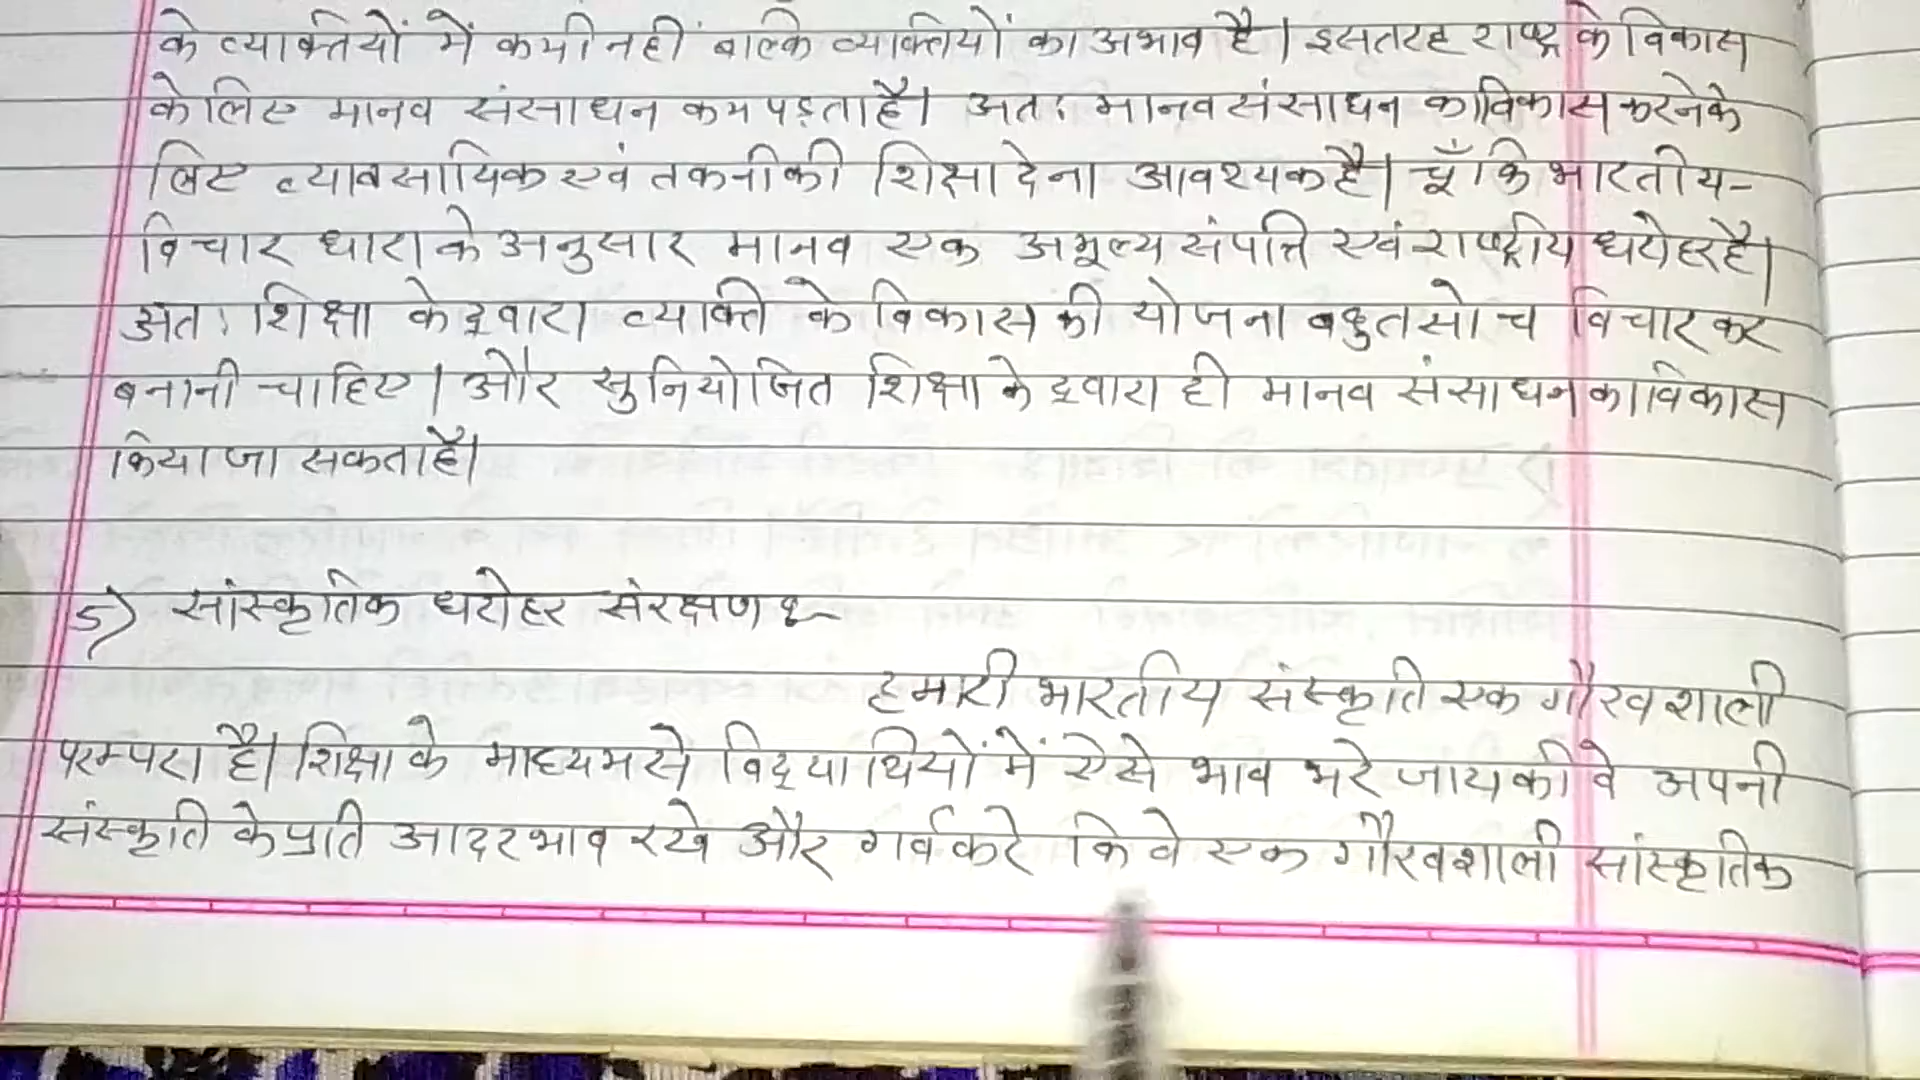 के व्यक्तियों में कमी नही बल्कि व्यक्तियों का अभाव है। इसतरह राष्ट्र के विकास
के लिए मानव संसाधन कम पड़ता है। अतः मानव संसाधन का विकास करने के
लिए व्यावसायिक एवं तकनीकी शिक्षा देना आवश्यक है। चूँकि भारतीय-
विचार धारा के अनुसार मानव एक अमूल्य संपत्ति एवं राष्ट्रीय धरोहर है।
अतः शिक्षा के द्वारा व्यक्ति के विकास की योजना बहुत सोच विचार कर
बनानी चाहिए। और सुनियोजित शिक्षा के द्वारा ही मानव संसाधन का विकास
किया जा सकता है।
5) सांस्कृतिक धरोहर संरक्षण :-
हमारी भारतीय संस्कृति एक गौरवशाली
परम्परा है। शिक्षा के माध्यम से विद्यार्थियों में ऐसे भाव भरे जाय की वे अपनी
संस्कृति के प्रति आदर भाव रखे और गर्व करे कि वे एक गौरवशाली सांस्कृतिक